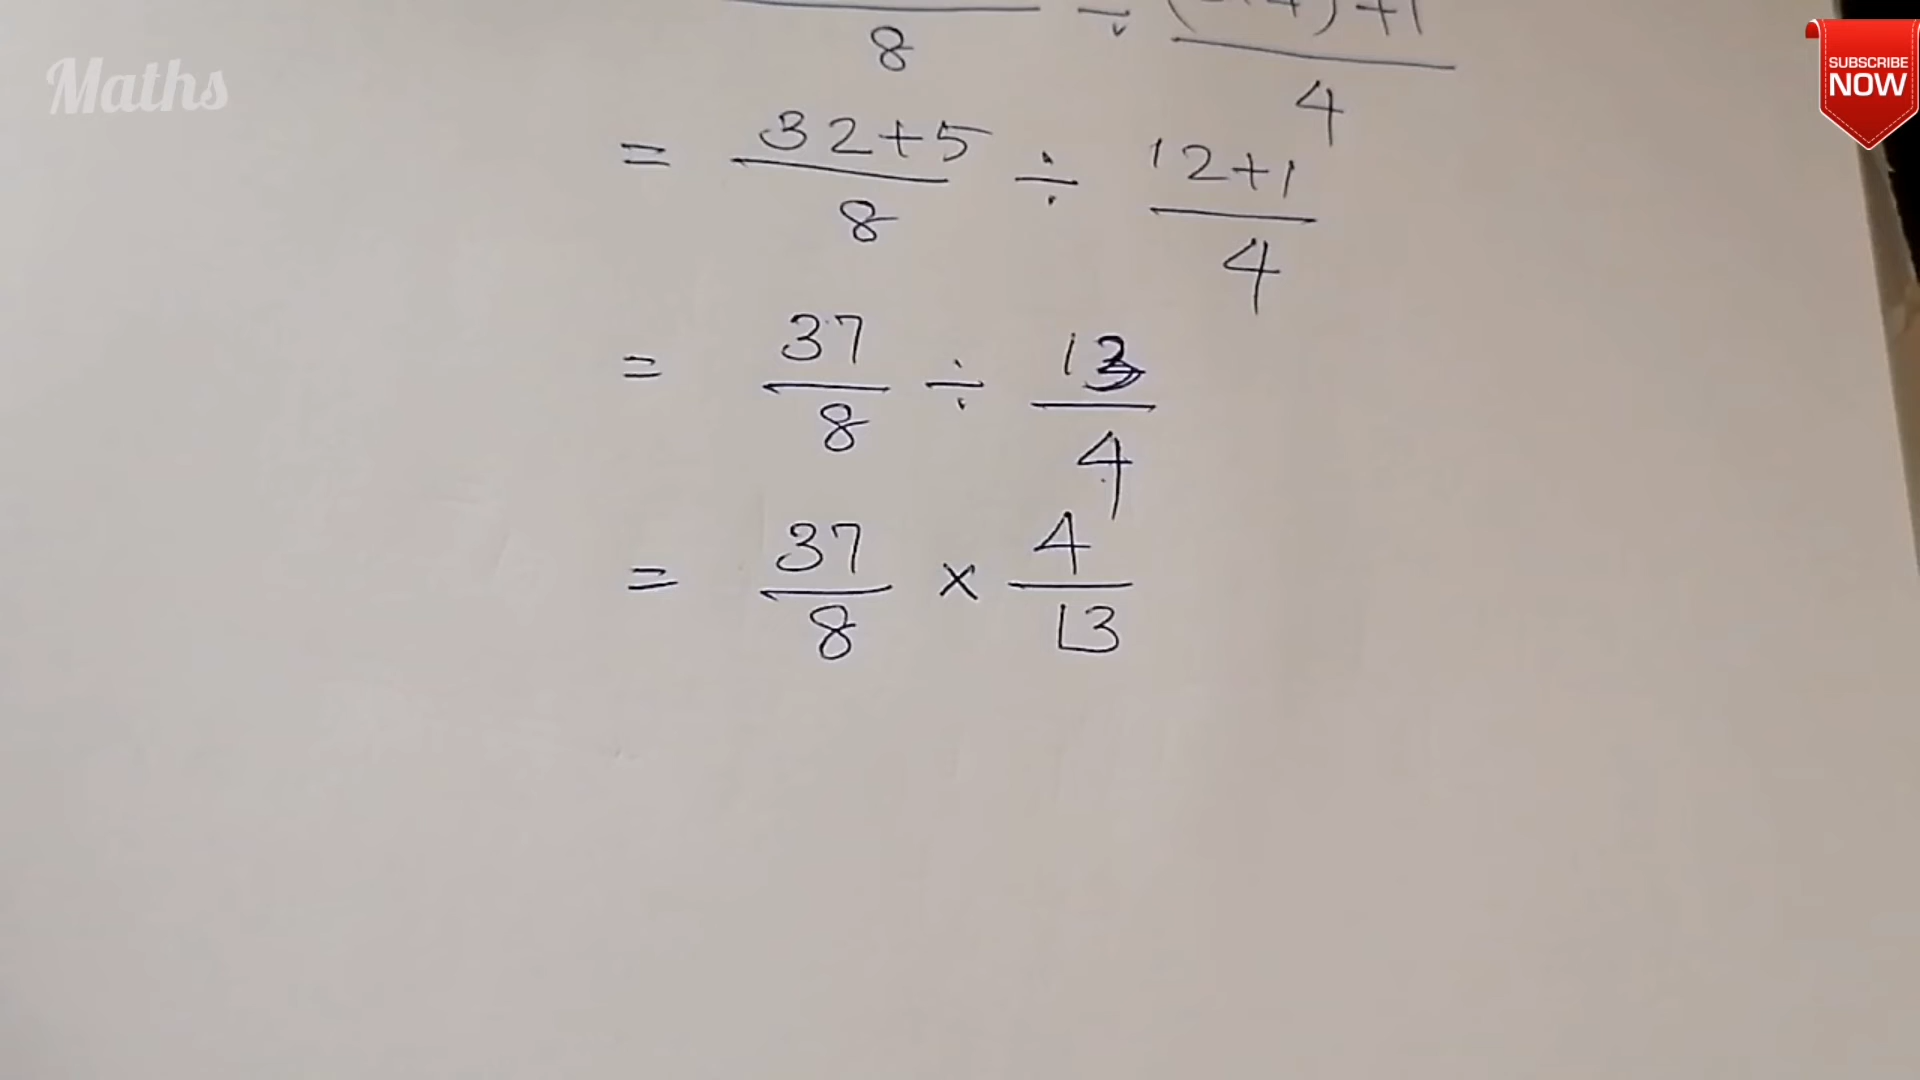 Maths
SUBSCRIBE
NOW
8 ÷ ) + 1
4
= 32+5/8 ÷ 12+1/4
= 37/8 ÷ 13/4
= 37/8 × 4/13